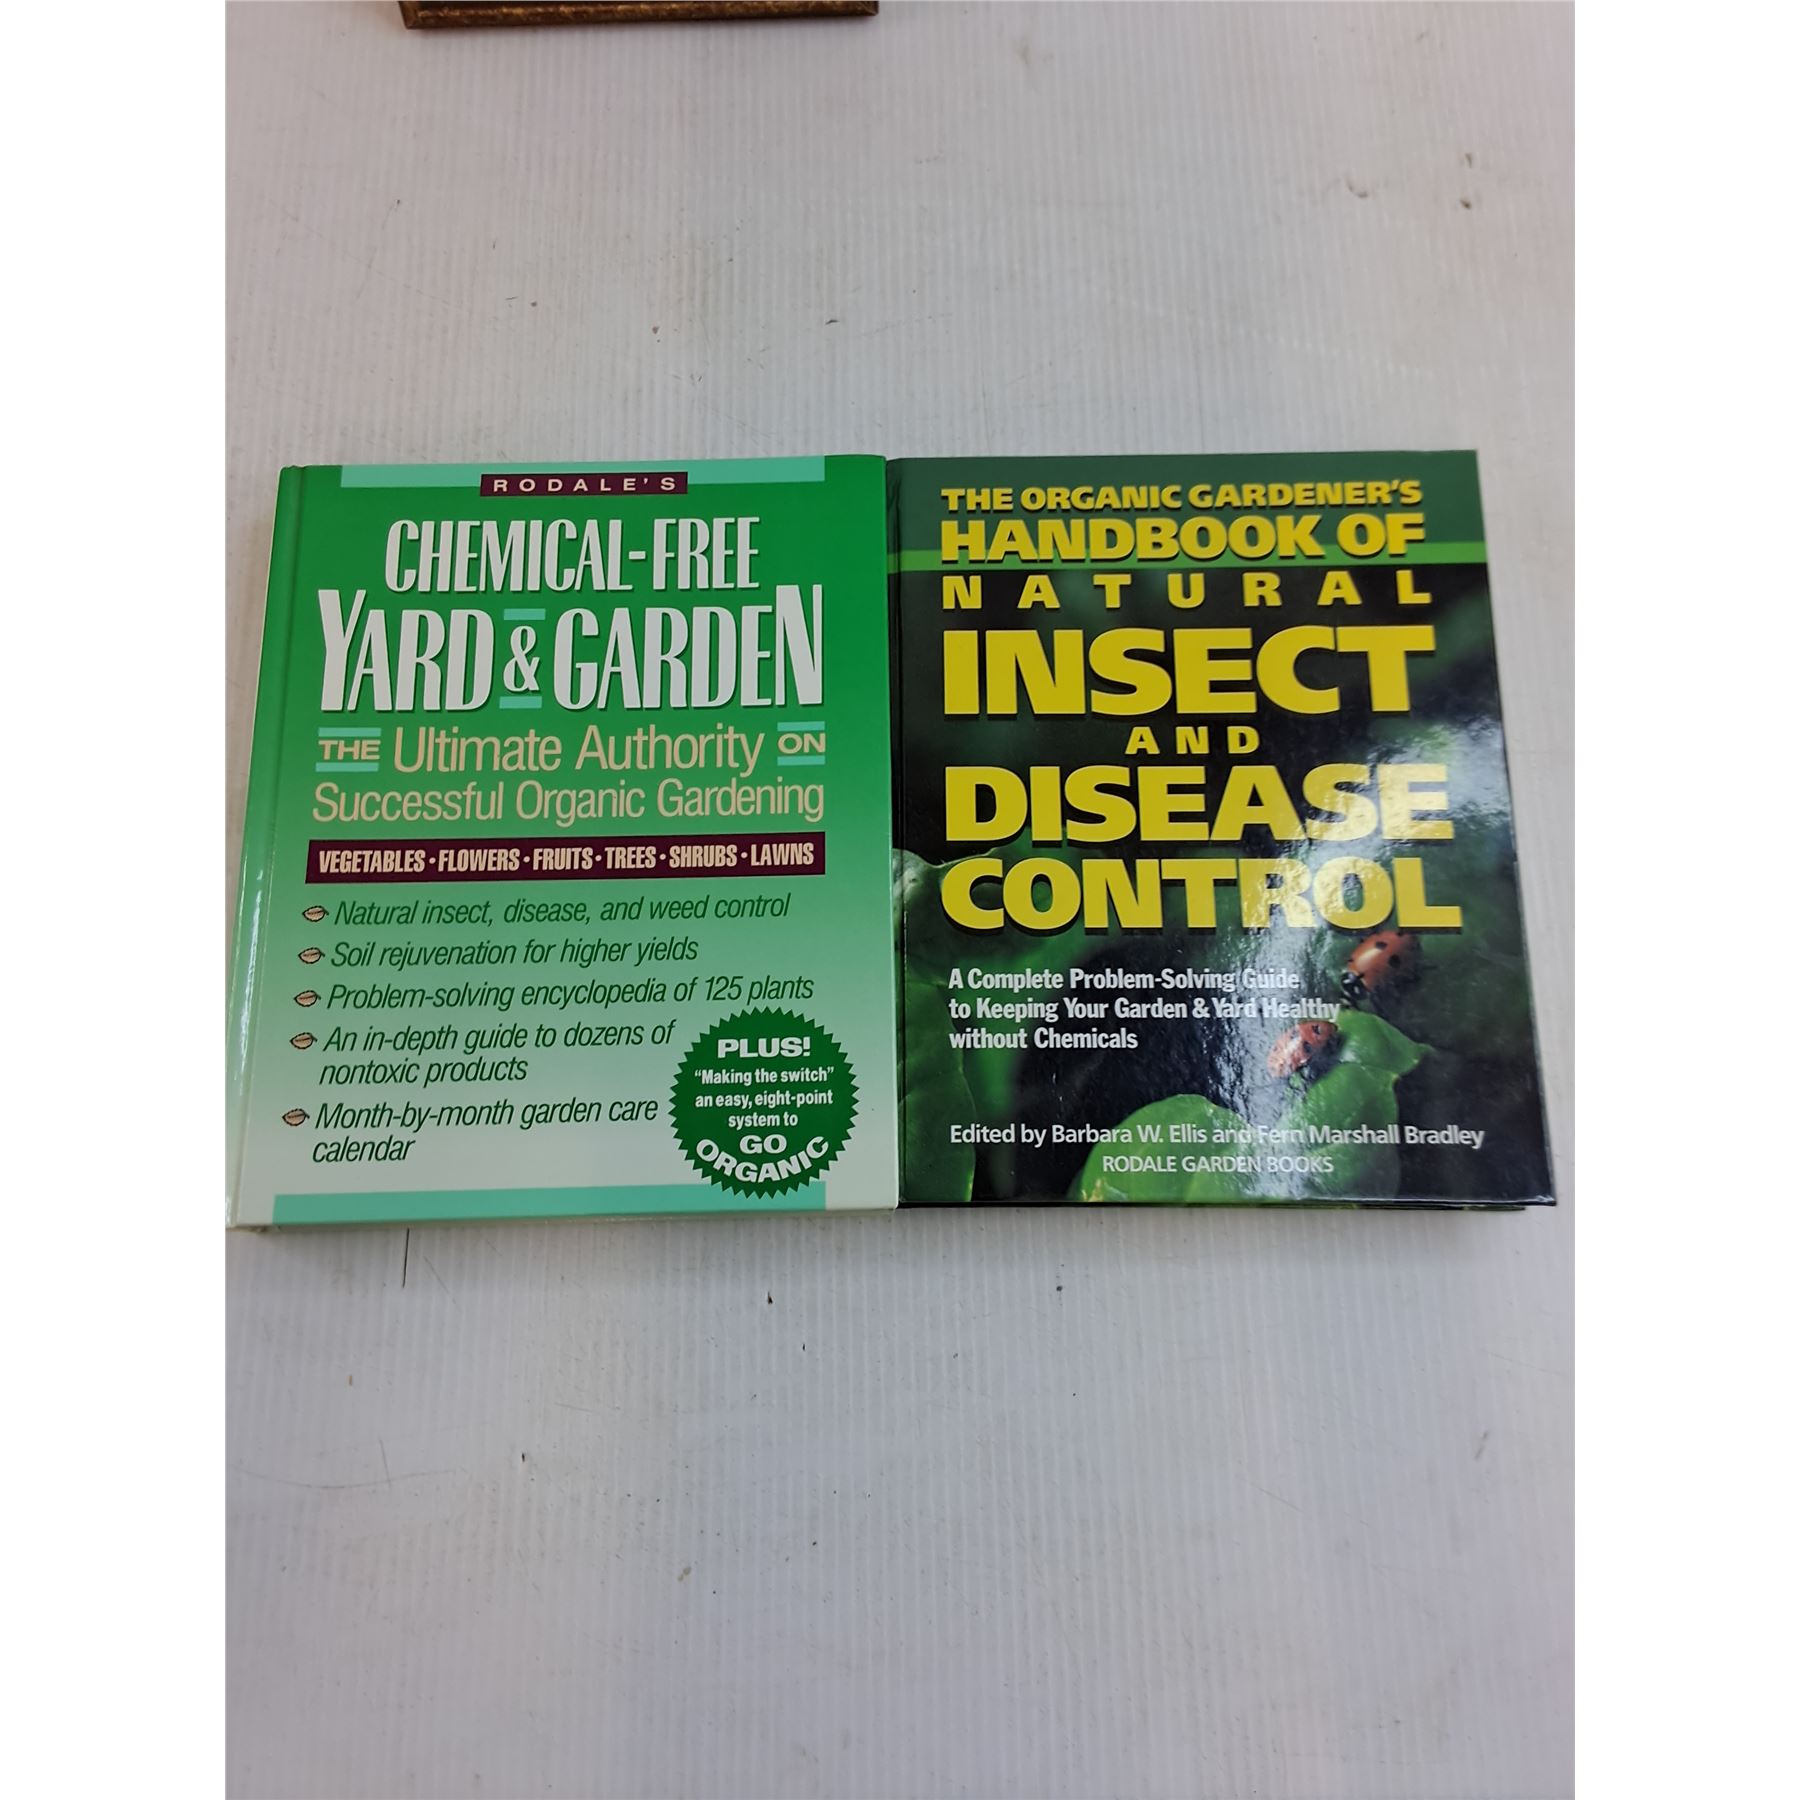 RODALE'S
CHEMICAL-FREE
YARD & GARDEN
THE Ultimate Authority ON
Successful Organic Gardening
VEGETABLES • FLOWERS • FRUITS • TREES • SHRUBS • LAWNS
Natural insect, disease, and weed control
Soil rejuvenation for higher yields
Problem-solving encyclopedia of 125 plants
An in-depth guide to dozens of
nontoxic products
Month-by-month garden care
calendar
PLUS!
"Making the switch"
an easy, eight-point
system to
GO
ORGANIC
THE ORGANIC GARDENER'S
HANDBOOK OF
NATURAL
INSECT
AND
DISEASE
CONTROL
A Complete Problem-Solving Guide
to Keeping Your Garden & Yard Healthy
without Chemicals
Edited by Barbara W. Ellis and Fern Marshall Bradley
RODALE GARDEN BOOKS